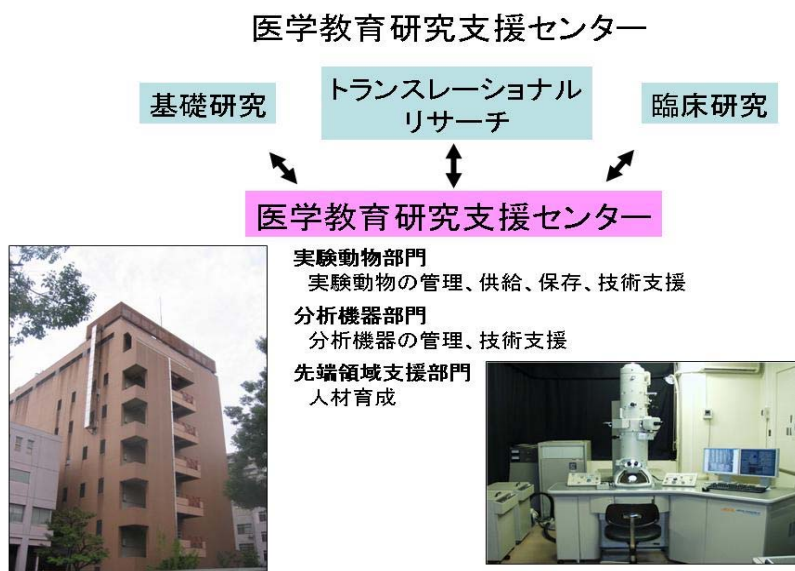 医学教育研究支援センター
基礎研究
トランスレーショナル
リサーチ
臨床研究
医学教育研究支援センター
実験動物部門
実験動物の管理、供給、保存、技術支援
分析機器部門
分析機器の管理、技術支援
先端領域支援部門
人材育成